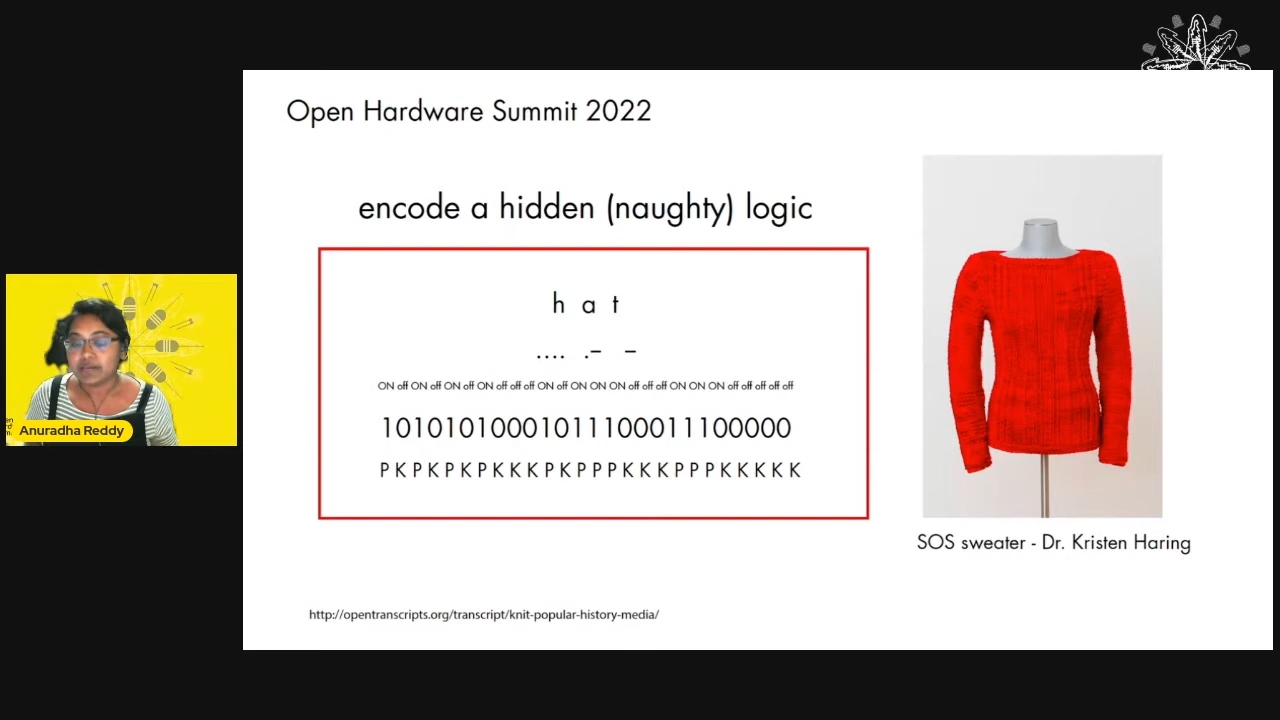 Open Hardware Summit 2022
encode a hidden (naughty) logic
h a t
.... .– –
ON off ON off ON off ON off off off ON off ON ON ON off off off ON ON ON off off off off off
10101010001011100011100000
P K P K P K P K K K P K P P P K K K P P P K K K K K
SOS sweater - Dr. Kristen Haring
http://opentranscripts.org/transcript/knit-popular-history-media/
Anuradha Reddy